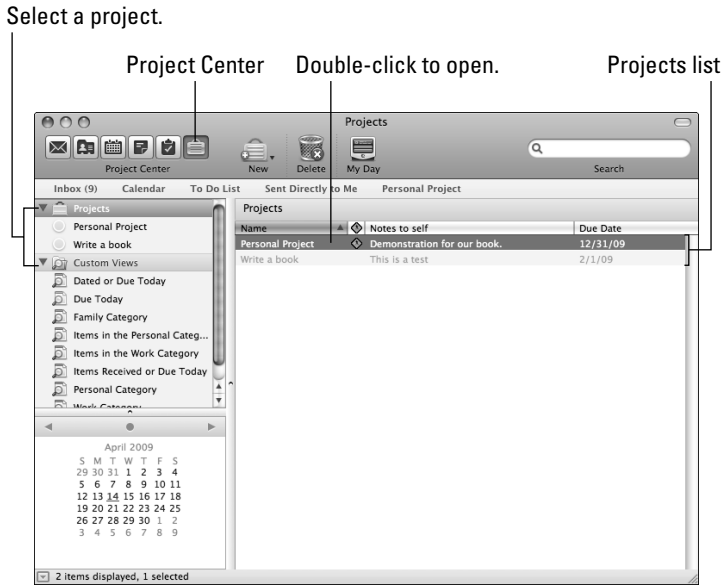 Select a project.
Project Center Double-click to open. Projects list
Projects
Project Center New Delete My Day Search
Inbox (9) Calendar To Do List Sent Directly to Me Personal Project
Projects
Personal Project
Write a book
Custom Views
Dated or Due Today
Due Today
Family Category
Items in the Personal Categ...
Items in the Work Category
Items Received or Due Today
Personal Category
Work Category
Projects
Name Notes to self Due Date
Personal Project Demonstration for our book. 12/31/09
Write a book This is a test 2/1/09
April 2009
S M T W T F S
29 30 31 1 2 3 4
5 6 7 8 9 10 11
12 13 14 15 16 17 18
19 20 21 22 23 24 25
26 27 28 29 30 1 2
3 4 5 6 7 8 9
2 items displayed, 1 selected